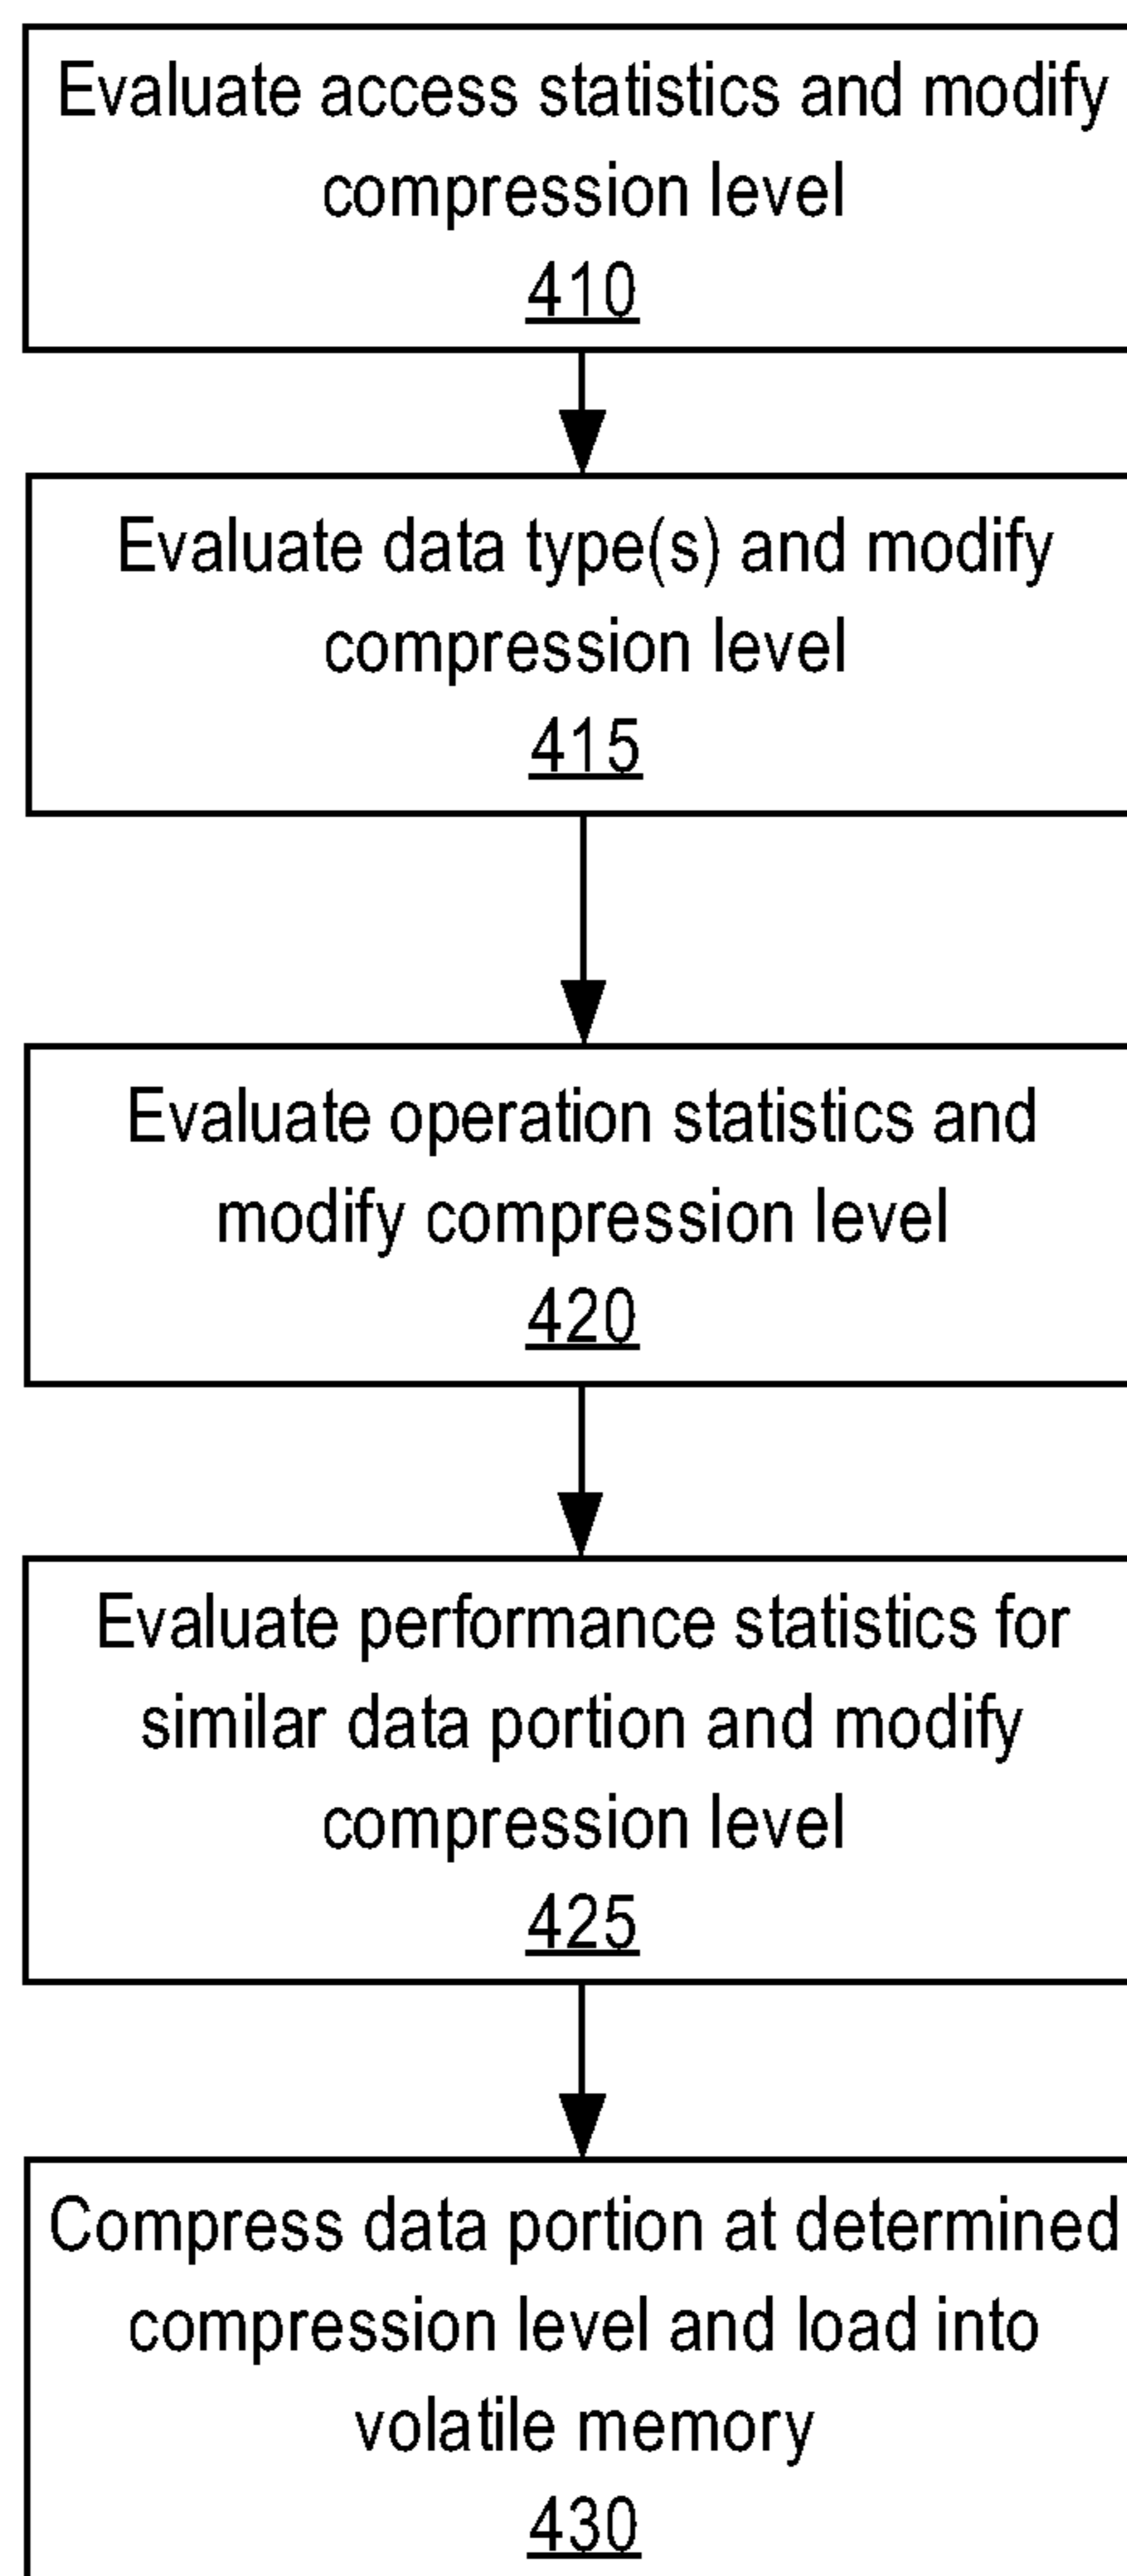 Evaluate access statistics and modify
compression level
410
Evaluate data type(s) and modify
compression level
415
Evaluate operation statistics and
modify compression level
420
Evaluate performance statistics for
similar data portion and modify
compression level
425
Compress data portion at determined
compression level and load into
volatile memory
430